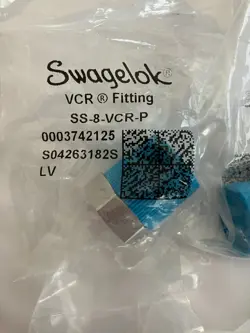 Swagelok®
VCR ® Fitting
SS-8-VCR-P
0003742125
S04263182S
LV